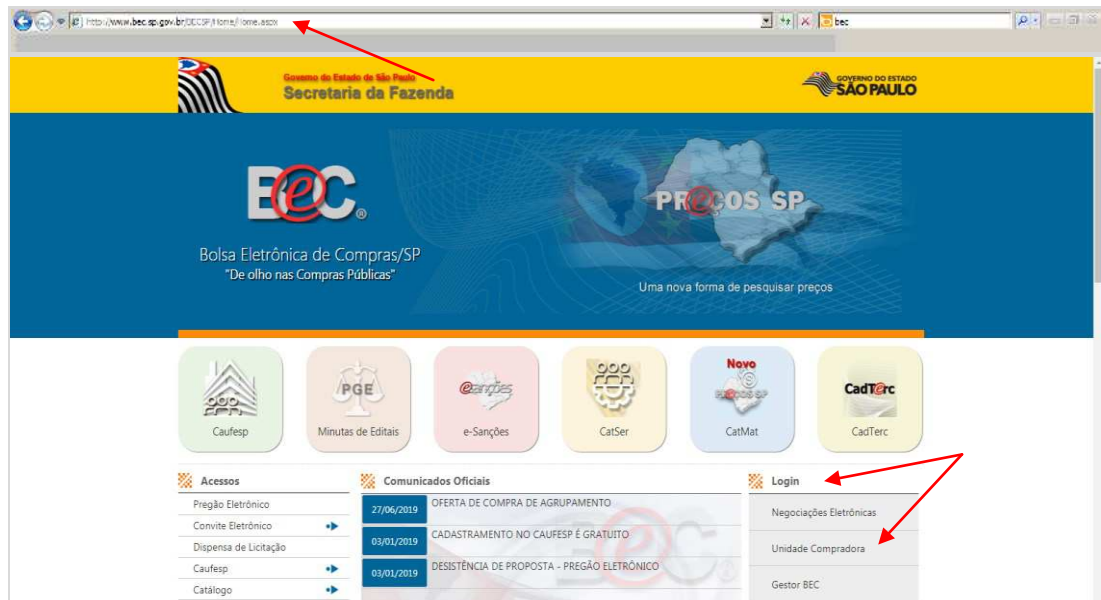 http://www.bec.sp.gov.br/BECSP/Home/Home.aspx
bec
Governo do Estado de São Paulo
Secretaria da Fazenda
GOVERNO DO ESTADO
SÃO PAULO
BeC®
Bolsa Eletrônica de Compras/SP
"De olho nas Compras Públicas"
PREÇOS SP
Uma nova forma de pesquisar preços
Caufesp
PGE
Minutas de Editais
e-sanções
e-Sanções
CatSer
Novo
PREÇOS SP
CatMat
CadTerc
CadTerc
Acessos
Pregão Eletrônico
Convite Eletrônico
Dispensa de Licitação
Caufesp
Catálogo
Comunicados Oficiais
27/06/2019 OFERTA DE COMPRA DE AGRUPAMENTO
03/01/2019 CADASTRAMENTO NO CAUFESP É GRATUITO
03/01/2019 DESISTÊNCIA DE PROPOSTA - PREGÃO ELETRÔNICO
Login
Negociações Eletrônicas
Unidade Compradora
Gestor BEC